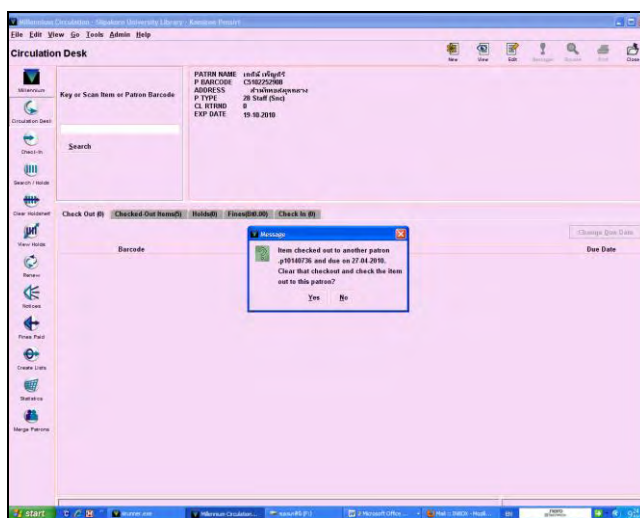 Millennium Circulation - Silpakorn University Library -
File Edit View Go Tools Admin Help
Circulation Desk
New View Edit Print Close
Millennium
Circulation Desk
Check-In
Search / Holds
Clear Holdshelf
View Holds
Renew
Notices
Fines Paid
Create Lists
Statistics
Merge Patrons
Key or Scan Item or Patron Barcode
Search
PATRN NAME
P BARCODE
ADDRESS
P TYPE 28 Staff (Snc)
CL RTRND 0
EXP DATE 19-10-2010
Check Out (0) Checked-Out Items(5) Holds(0) Fines(฿0.00) Check In (0)
Change Due Date
Barcode Due Date
Message
Item checked out to another patron
.p10140736 and due on 27-04-2010.
Clear that checkout and check the item
out to this patron?
Yes No
start Millennium Circulation... 2 Microsoft Office ...